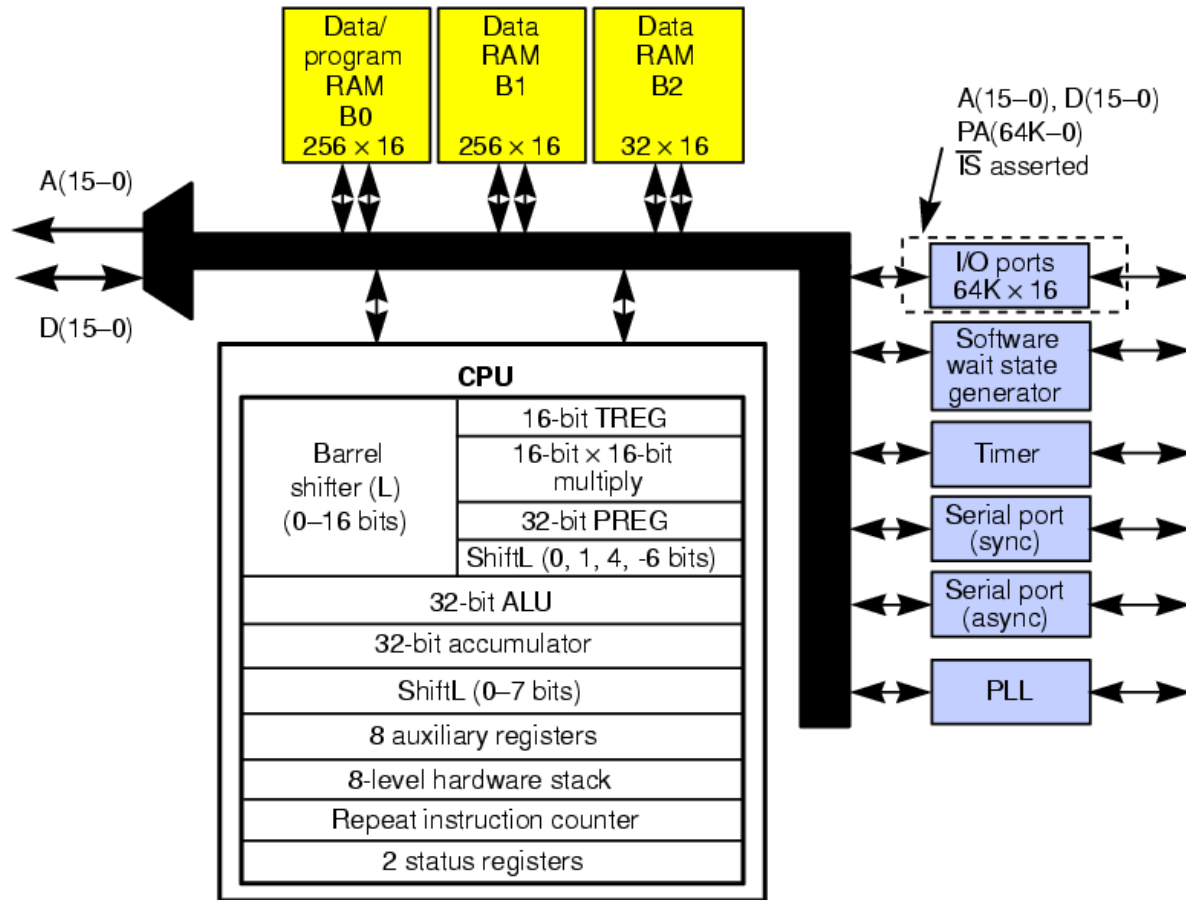 Data/
program
RAM
B0
256 × 16
Data
RAM
B1
256 × 16
Data
RAM
B2
32 × 16
A(15–0), D(15–0)
PA(64K–0)
I̅S̅ asserted
A(15–0)
D(15–0)
I/O ports
64K × 16
Software
wait state
generator
Timer
Serial port
(sync)
Serial port
(async)
PLL
CPU
Barrel
shifter (L)
(0–16 bits)
16-bit TREG
16-bit × 16-bit
multiply
32-bit PREG
ShiftL (0, 1, 4, -6 bits)
32-bit ALU
32-bit accumulator
ShiftL (0–7 bits)
8 auxiliary registers
8-level hardware stack
Repeat instruction counter
2 status registers